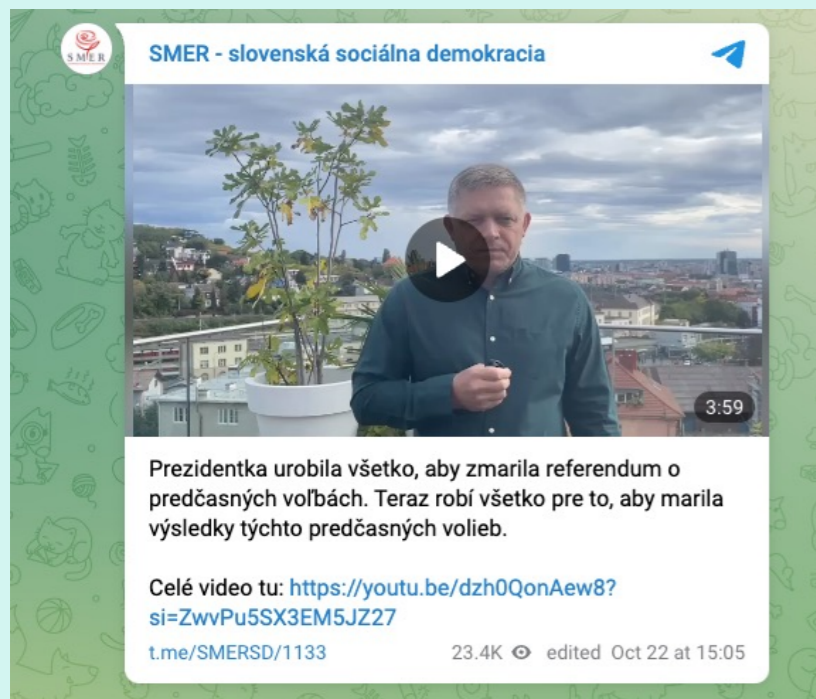 SMER
SMER - slovenská sociálna demokracia
3:59
Prezidentka urobila všetko, aby zmarila referendum o
predčasných voľbách. Teraz robí všetko pre to, aby marila
výsledky týchto predčasných volieb.
Celé video tu: https://youtu.be/dzh0QonAew8?
si=ZwvPu5SX3EM5JZ27
t.me/SMERSD/1133 23.4K edited Oct 22 at 15:05